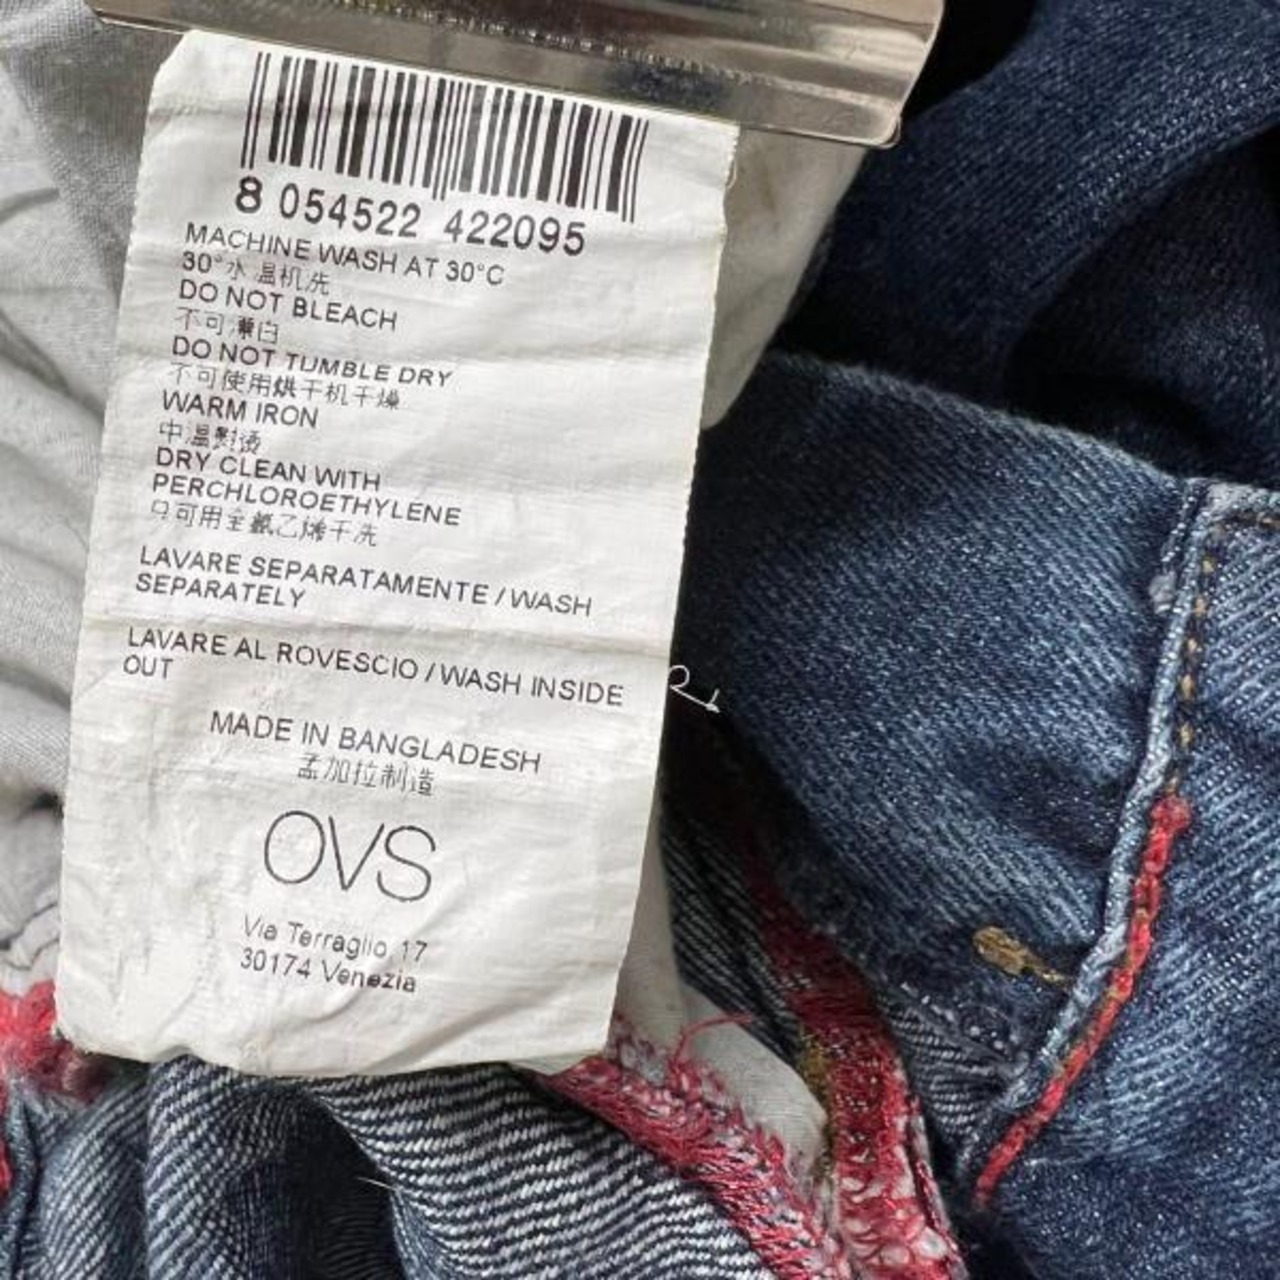 8 054522 422095
MACHINE WASH AT 30°C
30°水温机洗
DO NOT BLEACH
不可漂白
DO NOT TUMBLE DRY
不可使用烘干机干燥
WARM IRON
中温熨烫
DRY CLEAN WITH
PERCHLOROETHYLENE
只可用全氯乙烯干洗
LAVARE SEPARATAMENTE / WASH
SEPARATELY
LAVARE AL ROVESCIO / WASH INSIDE
OUT
MADE IN BANGLADESH
孟加拉制造
OVS
Via Terraglio 17
30174 Venezia